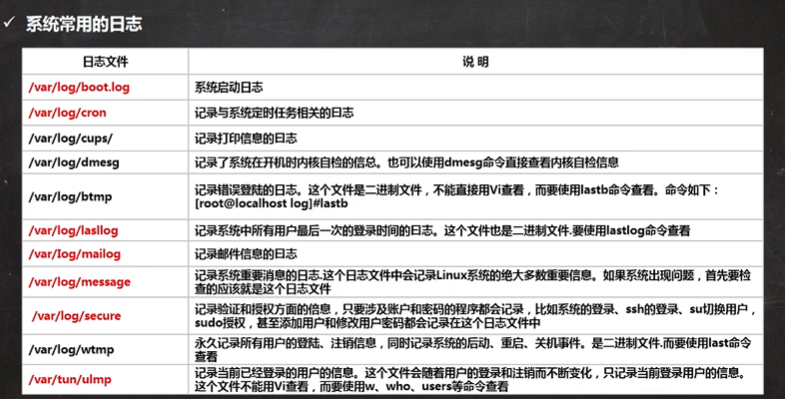 ✓ 系统常用的日志
日志文件 说 明
/var/log/boot.log 系统启动日志
/var/log/cron 记录与系统定时任务相关的日志
/var/log/cups/ 记录打印信息的日志
/var/log/dmesg 记录了系统在开机时内核自检的信总。也可以使用dmesg命令直接查看内核自检信息
/var/log/btmp 记录错误登陆的日志。这个文件是二进制文件，不能直接用Vi查看，而要使用lastb命令查看。命令如下：
[root@localhost log]#lastb
/var/log/lasllog 记录系统中所有用户最后一次的登录时间的日志。这个文件也是二进制文件.要使用lastlog命令查看
/var/Iog/mailog 记录邮件信息的日志
/var/log/message 记录系统重要消息的日志.这个日志文件中会记录Linux系统的绝大多数重要信息。如果系统出现问题，首先要检
查的应该就是这个日志文件
/var/log/secure 记录验证和授权方面的倍息，只要涉及账户和密码的程序都会记录，比如系统的登录、ssh的登录、su切换用户，
sudo授权，甚至添加用户和修改用户密码都会记录在这个日志文件中
/var/log/wtmp 永久记录所有用户的登陆、注销信息，同时记录系统的后动、重启、关机事件。是二进制文件.而要使用last命令
查看
/var/tun/ulmp 记录当前已经登录的用户的信息。这个文件会随着用户的登录和注销而不断变化，只记录当前登录用户的信息。
这个文件不能用Vi查看，而要使用w、who、users等命令查看